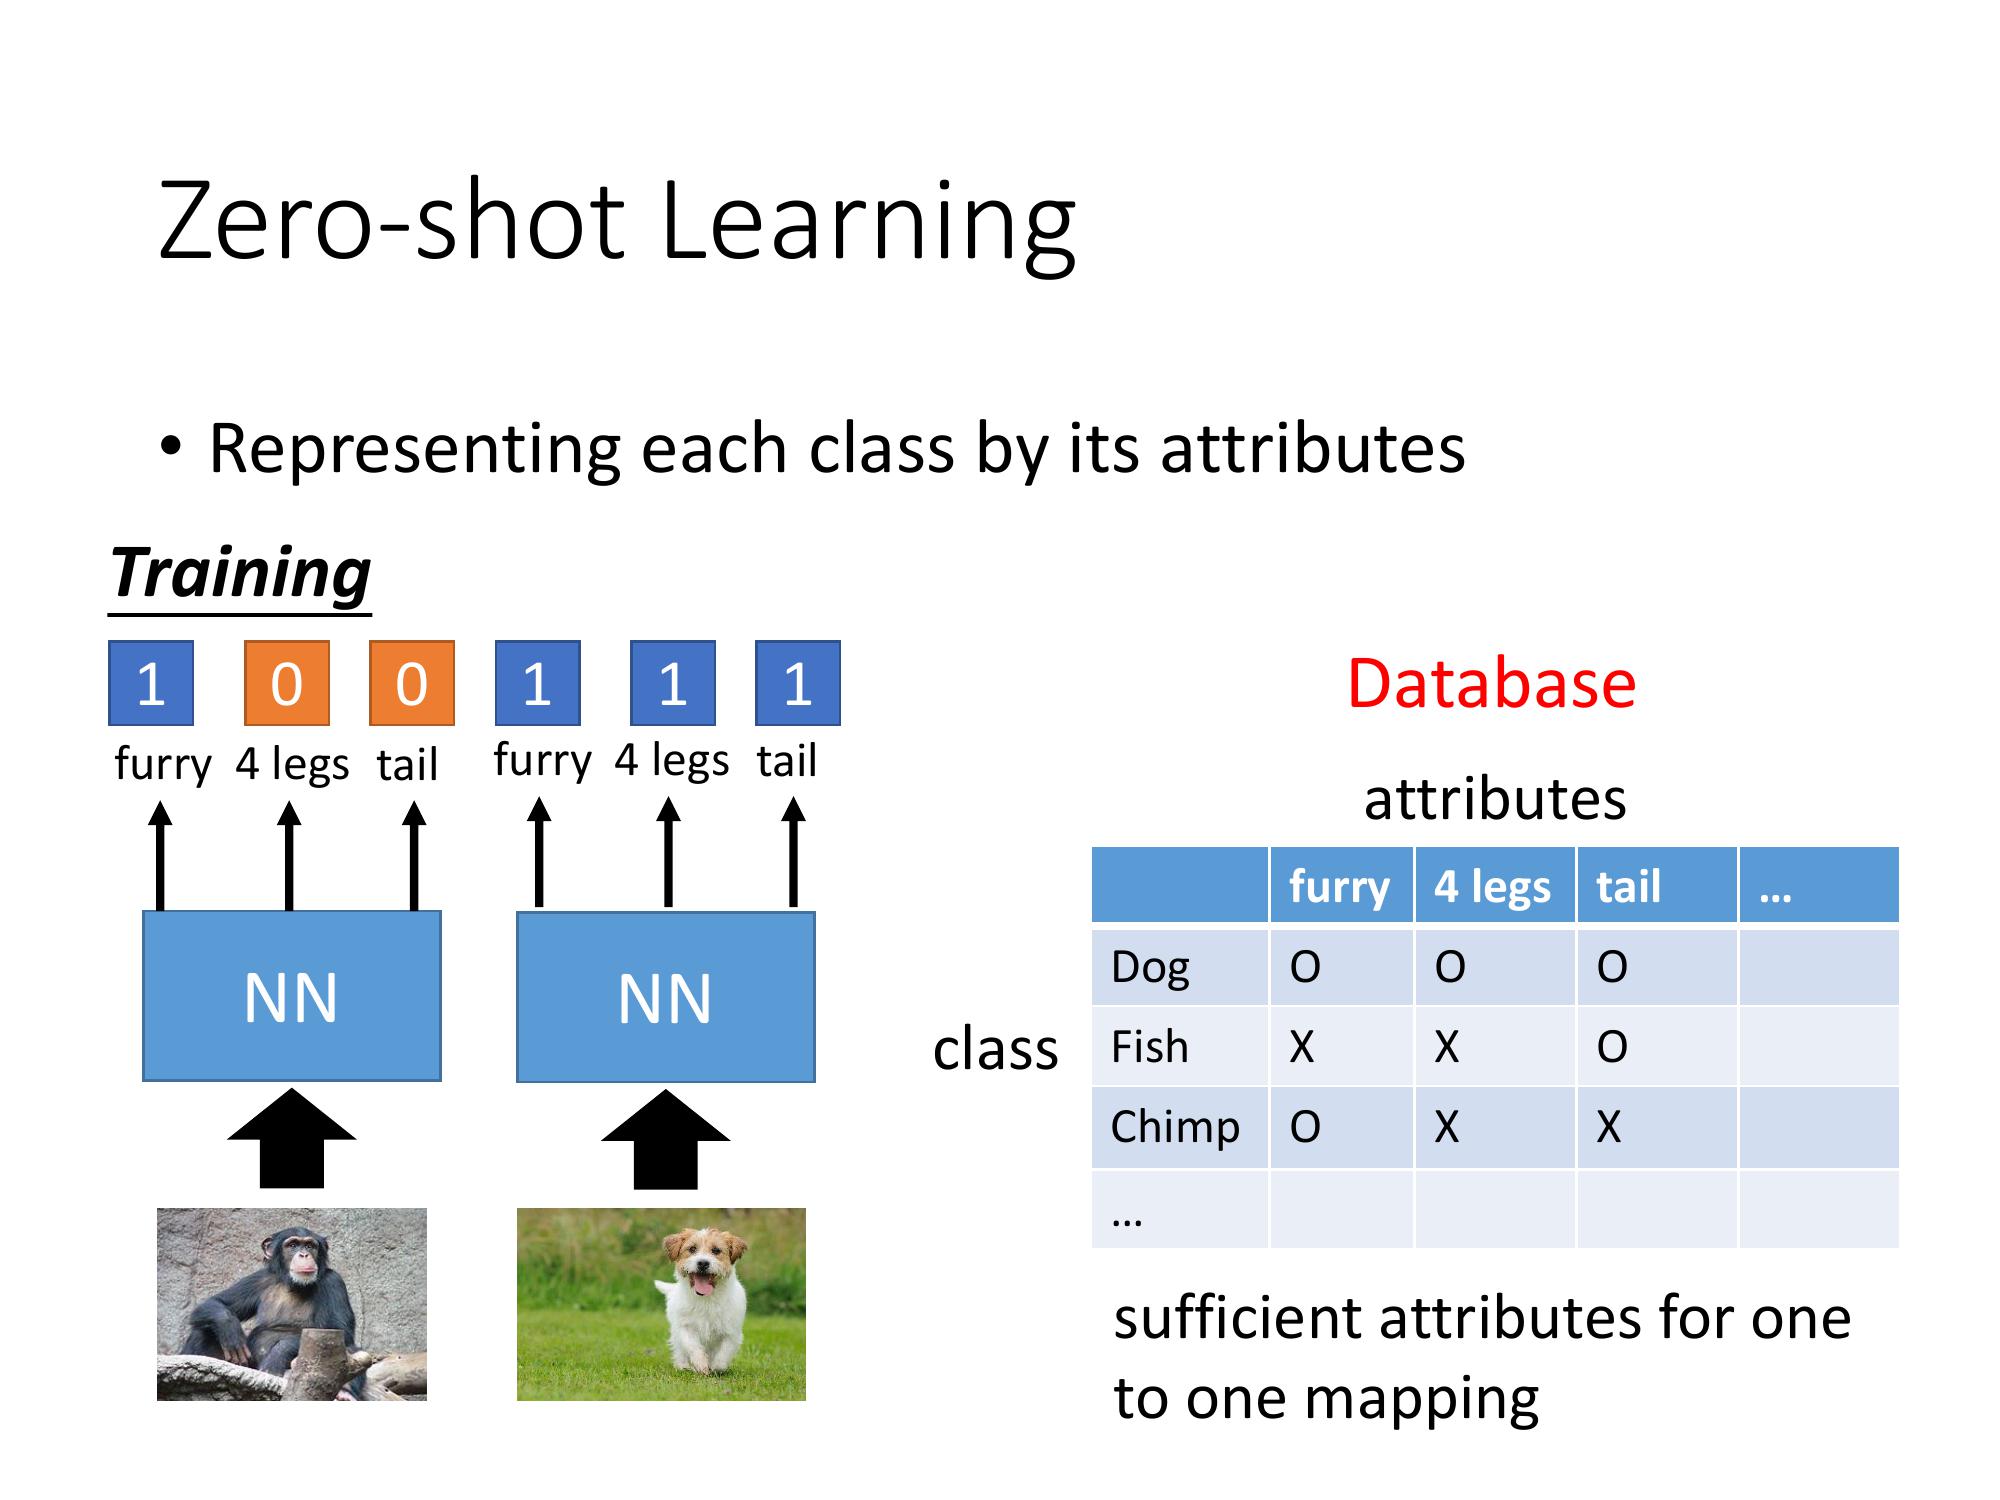 Zero-shot Learning
• Representing each class by its attributes
Training
1 0 0 1 1 1
furry 4 legs tail furry 4 legs tail
NN NN
Database
attributes
class
furry 4 legs tail ...
Dog O O O
Fish X X O
Chimp O X X
...
sufficient attributes for one
to one mapping